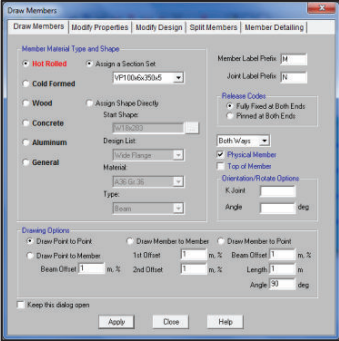 Draw Members
Draw Members Modify Properties Modify Design Split Members Member Detailing
Member Material Type and Shape
Hot Rolled
Cold Formed
Wood
Concrete
Aluminum
General
Assign a Section Set
VP100x6x350x5
Assign Shape Directly
Start Shape:
W18x283
Design List:
Wide Flange
Material:
A36 Gr.36
Type:
Beam
Member Label Prefix M
Joint Label Prefix N
Release Codes
Fully Fixed at Both Ends
Pinned at Both Ends
Both Ways
Physical Member
Top of Member
Orientation/Rotate Options
K Joint
Angle deg
Drawing Options
Draw Point to Point
Draw Point to Member
Beam Offset 1 m, %
Draw Member to Member
1st Offset 1 m, %
2nd Offset 1 m, %
Draw Member to Point
Beam Offset 1 m, %
Length 1 m
Angle 90 deg
Keep this dialog open
Apply Close Help